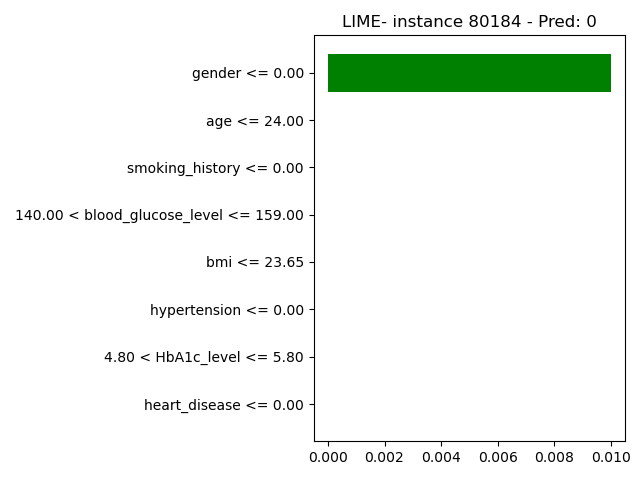 LIME- instance 80184 - Pred: 0
gender <= 0.00
age <= 24.00
smoking_history <= 0.00
140.00 < blood_glucose_level <= 159.00
bmi <= 23.65
hypertension <= 0.00
4.80 < HbA1c_level <= 5.80
heart_disease <= 0.00
0.000 0.002 0.004 0.006 0.008 0.010